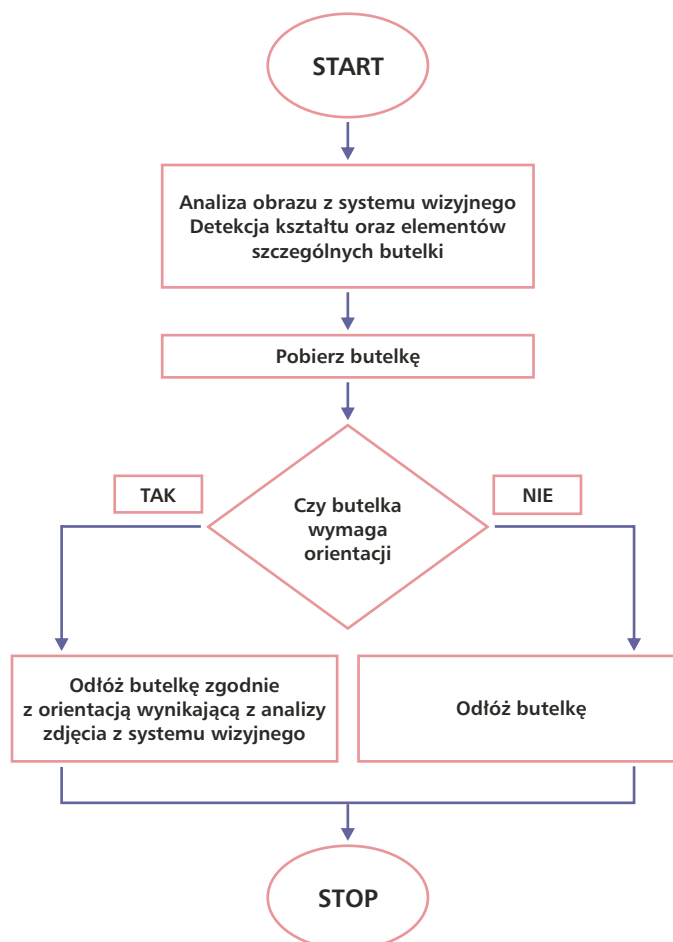 START
Analiza obrazu z systemu wizyjnego
Detekcja kształtu oraz elementów
szczególnych butelki
Pobierz butelkę
TAK
NIE
Czy butelka
wymaga
orientacji
Odłóż butelkę zgodnie
z orientacją wynikającą z analizy
zdjęcia z systemu wizyjnego
Odłóż butelkę
STOP